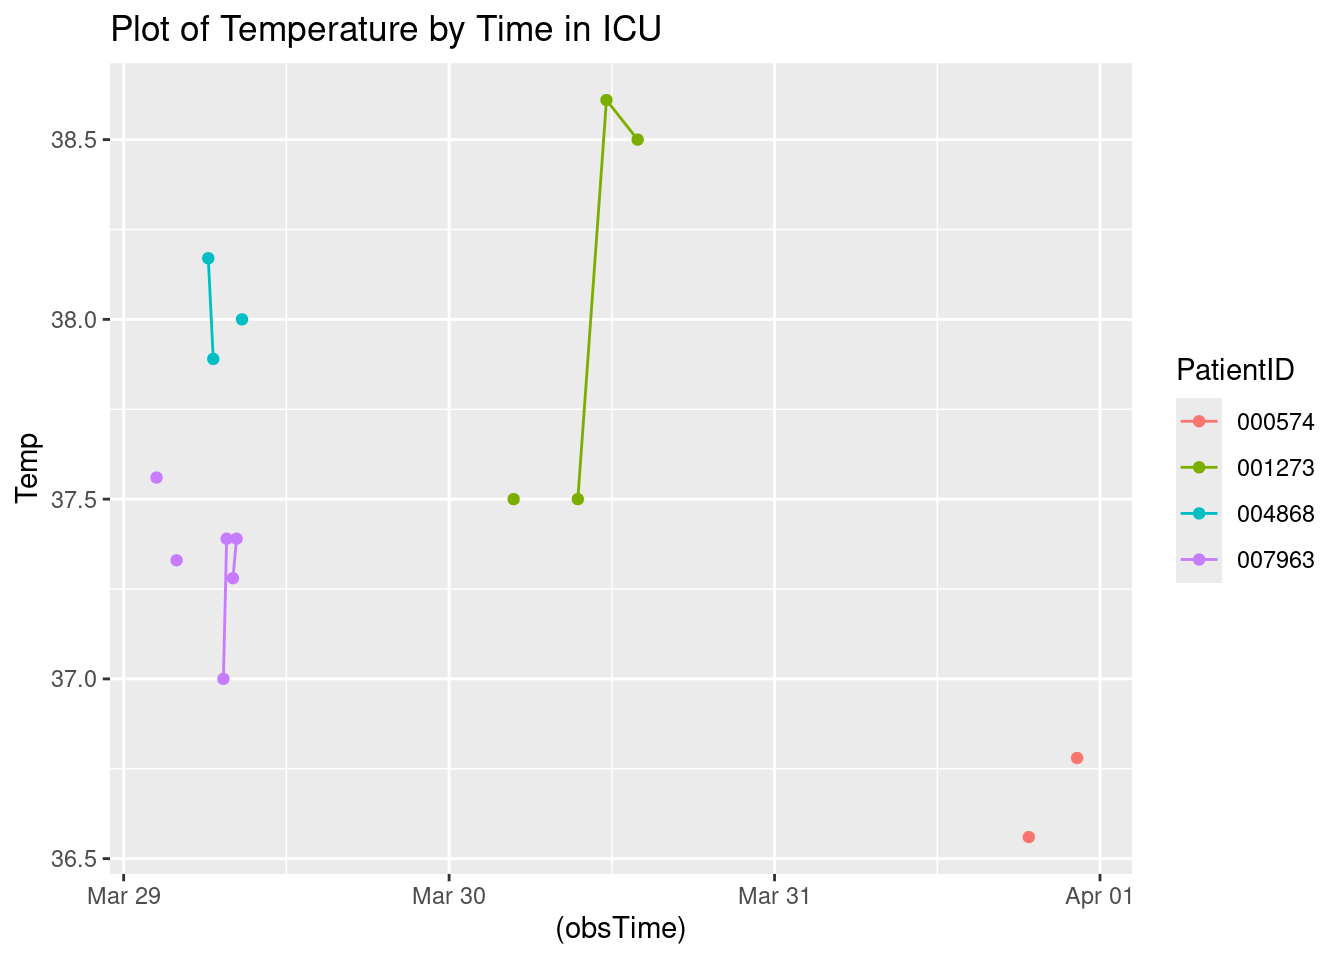 Plot of Temperature by Time in ICU
38.5
38.0
37.5
37.0
36.5
Temp
Mar 29 Mar 30 Mar 31 Apr 01
(obsTime)
PatientID
000574
001273
004868
007963